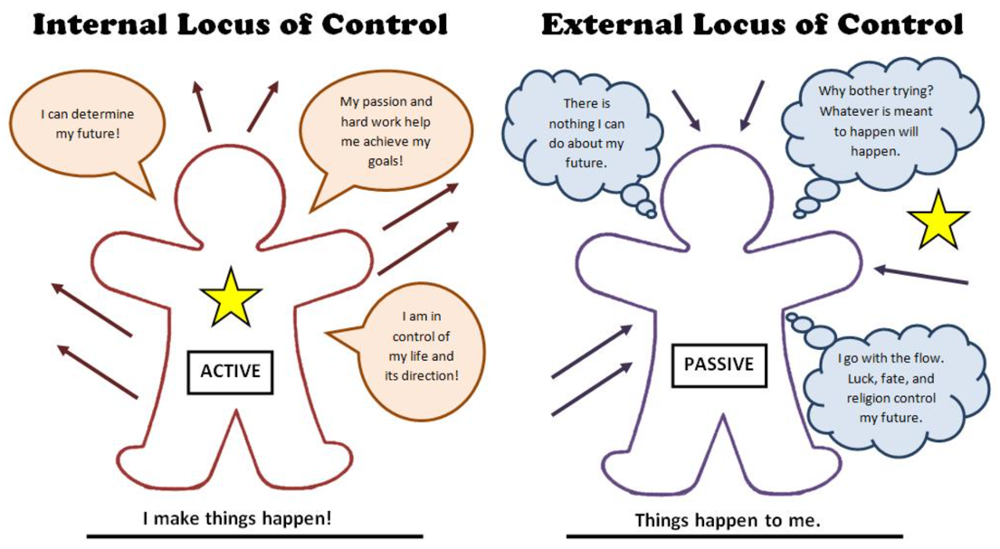 Internal Locus of Control
I can determine
my future!
My passion and
hard work help
me achieve my
goals!
I am in
control of
my life and
its direction!
ACTIVE
I make things happen!
External Locus of Control
There is
nothing I can
do about my
future.
Why bother trying?
Whatever is meant
to happen will
happen.
I go with the flow.
Luck, fate, and
religion control
my future.
PASSIVE
Things happen to me.